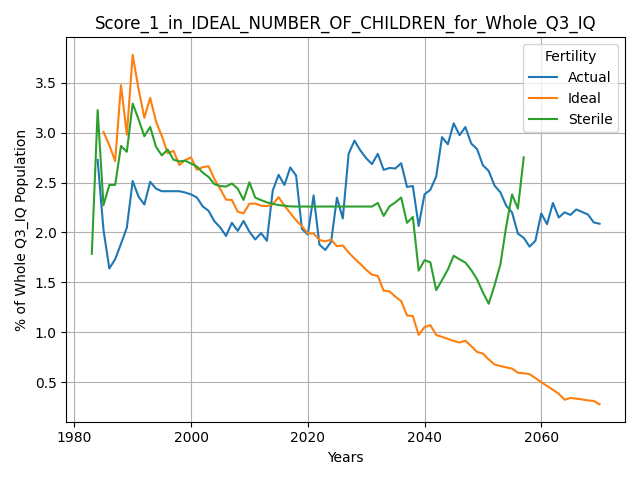 Score_1_in_IDEAL_NUMBER_OF_CHILDREN_for_Whole_Q3_IQ
Fertility
Actual
Ideal
Sterile
% of Whole Q3_IQ Population
3.5
3.0
2.5
2.0
1.5
1.0
0.5
1980
2000
2020
2040
2060
Years